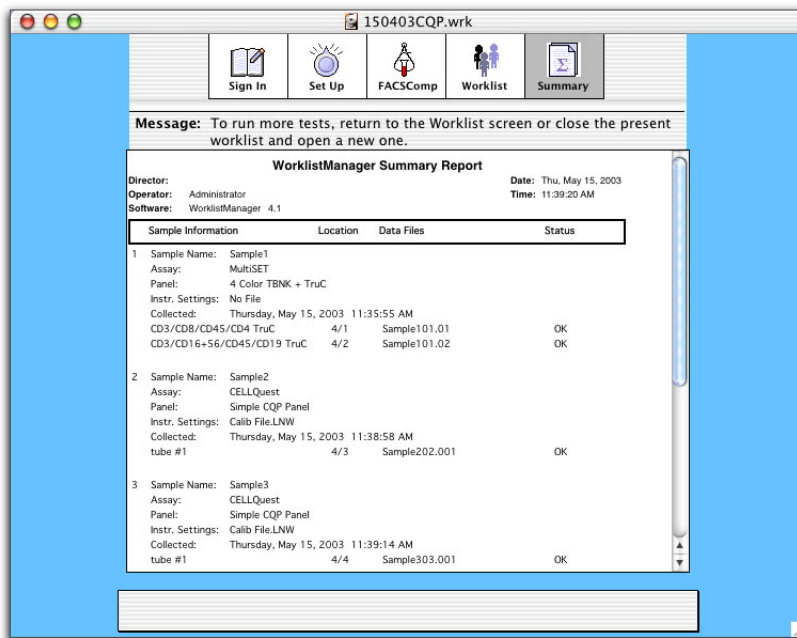 150403CQP.wrk
Sign In Set Up FACSComp Worklist Σ Summary
Message: To run more tests, return to the Worklist screen or close the present
worklist and open a new one.
WorklistManager Summary Report
Director: Date: Thu, May 15, 2003
Operator: Administrator Time: 11:39:20 AM
Software: WorklistManager 4.1
Sample Information Location Data Files Status
1 Sample Name: Sample1
Assay: MultiSET
Panel: 4 Color TBNK + TruC
Instr. Settings: No File
Collected: Thursday, May 15, 2003 11:35:55 AM
CD3/CD8/CD45/CD4 TruC 4/1 Sample101.01 OK
CD3/CD16+56/CD45/CD19 TruC 4/2 Sample101.02 OK
2 Sample Name: Sample2
Assay: CELLQuest
Panel: Simple CQP Panel
Instr. Settings: Calib File.LNW
Collected: Thursday, May 15, 2003 11:38:58 AM
tube #1 4/3 Sample202.001 OK
3 Sample Name: Sample3
Assay: CELLQuest
Panel: Simple CQP Panel
Instr. Settings: Calib File.LNW
Collected: Thursday, May 15, 2003 11:39:14 AM
tube #1 4/4 Sample303.001 OK